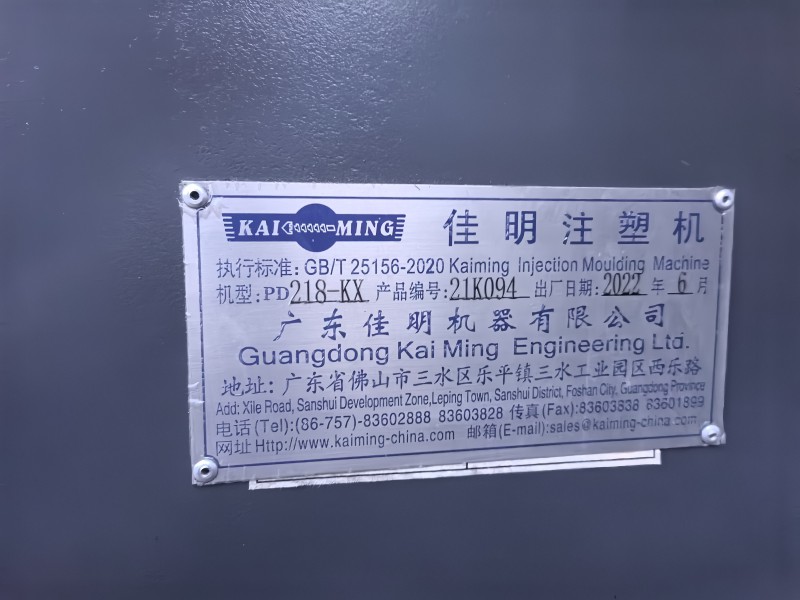 KAI MING 佳明注塑机
执行标准: GB/T 25156-2020 Kaiming Injection Moulding Machine
机型: PD218-KX 产品编号: 21K094 出厂日期: 2022 年 6 月
广东佳明机器有限公司
Guangdong Kai Ming Engineering Ltd.
地址: 广东省佛山市三水区乐平镇三水工业园区西乐路
Add: Xile Road, Sanshui Development Zone,Leping Town, Sanshui District, Foshan City, Guangdong Province
电话(Tel):(86-757)-83602888 83603828 传真(Fax):83603838 83601899
网址Http://www.kaiming-china.com 邮箱(E-mail):sales@kaiming-china.com